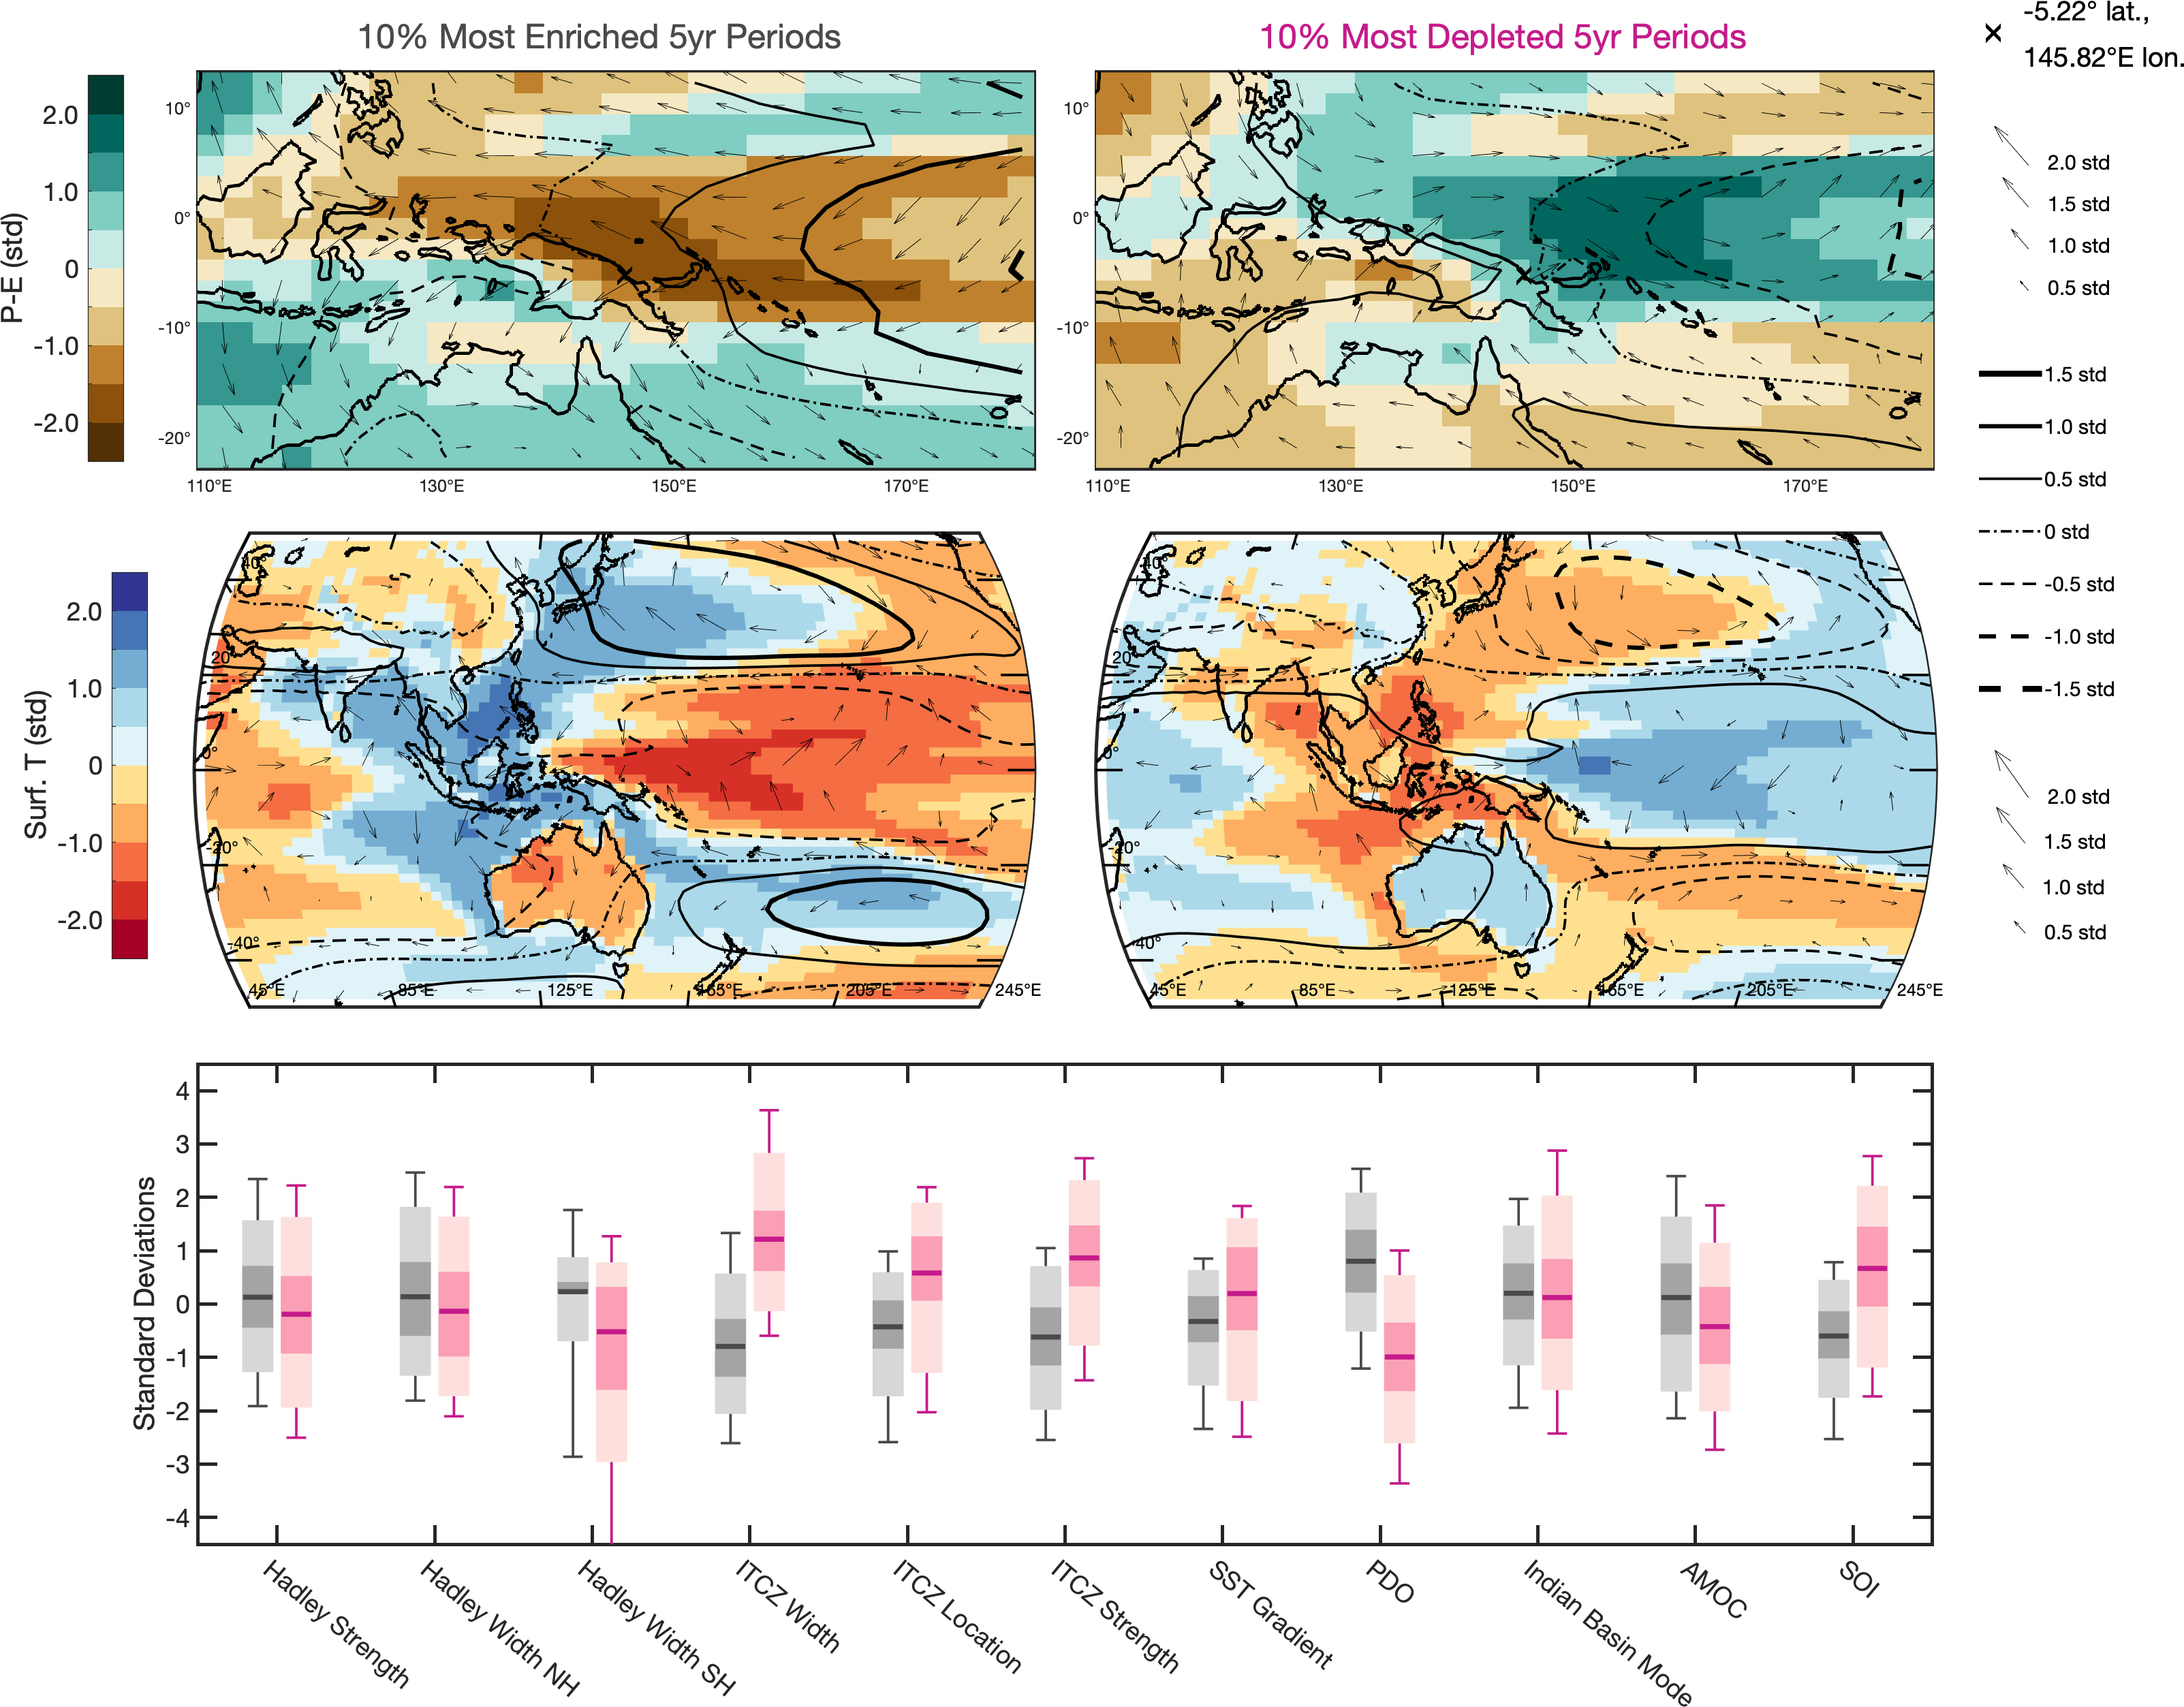 10% Most Enriched 5yr Periods
10% Most Depleted 5yr Periods
× -5.22° lat.,
145.82°E lon.
P-E (std)
2.0
1.0
0
-1.0
-2.0
10°
0°
-10°
-20°
110°E 130°E 150°E 170°E
10°
0°
-10°
-20°
110°E 130°E 150°E 170°E
2.0 std
1.5 std
1.0 std
0.5 std
1.5 std
1.0 std
0.5 std
0 std
-0.5 std
-1.0 std
-1.5 std
Surf. T (std)
2.0
1.0
0
-1.0
-2.0
40°
20°
0°
-20°
-40°
45°E 85°E 125°E 165°E 205°E 245°E
40°
20°
0°
-20°
-40°
45°E 85°E 125°E 165°E 205°E 245°E
2.0 std
1.5 std
1.0 std
0.5 std
Standard Deviations
4
3
2
1
0
-1
-2
-3
-4
Hadley Strength
Hadley Width NH
Hadley Width SH
ITCZ Width
ITCZ Location
ITCZ Strength
SST Gradient
PDO
Indian Basin Mode
AMOC
SOI